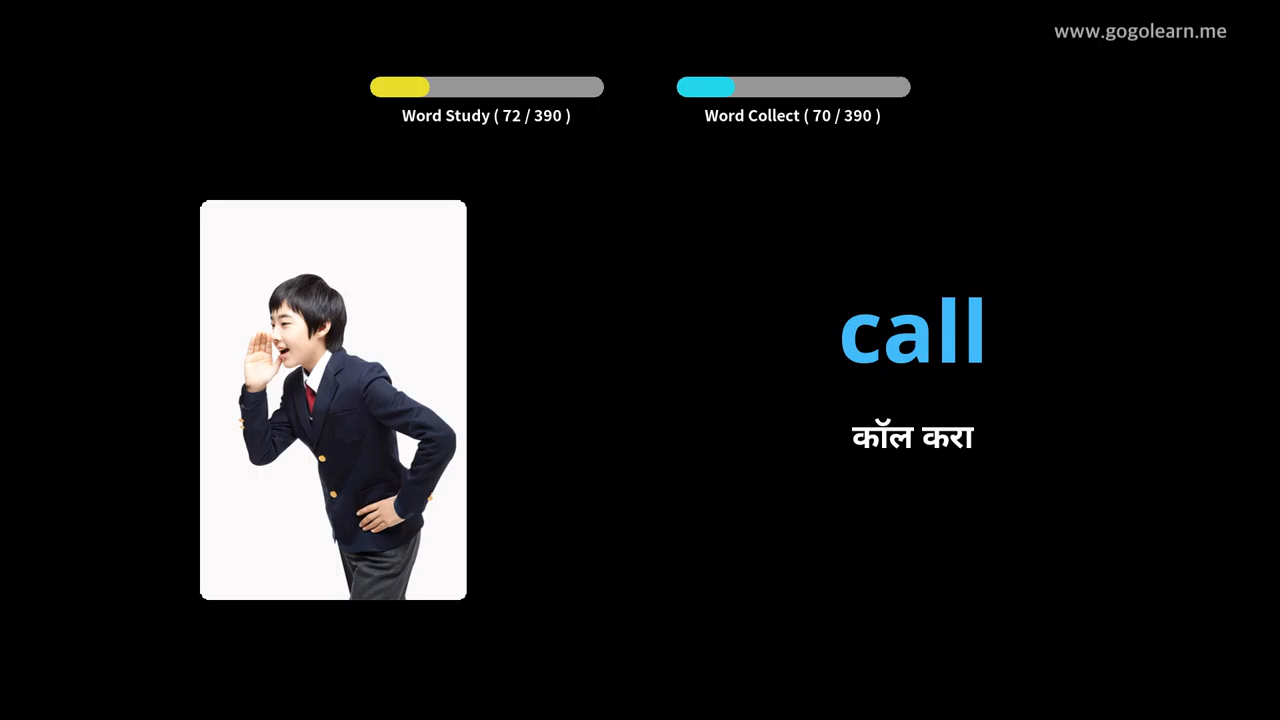 www.gogolearn.me
Word Study ( 72 / 390 )
Word Collect ( 70 / 390 )
call
कॉल करा